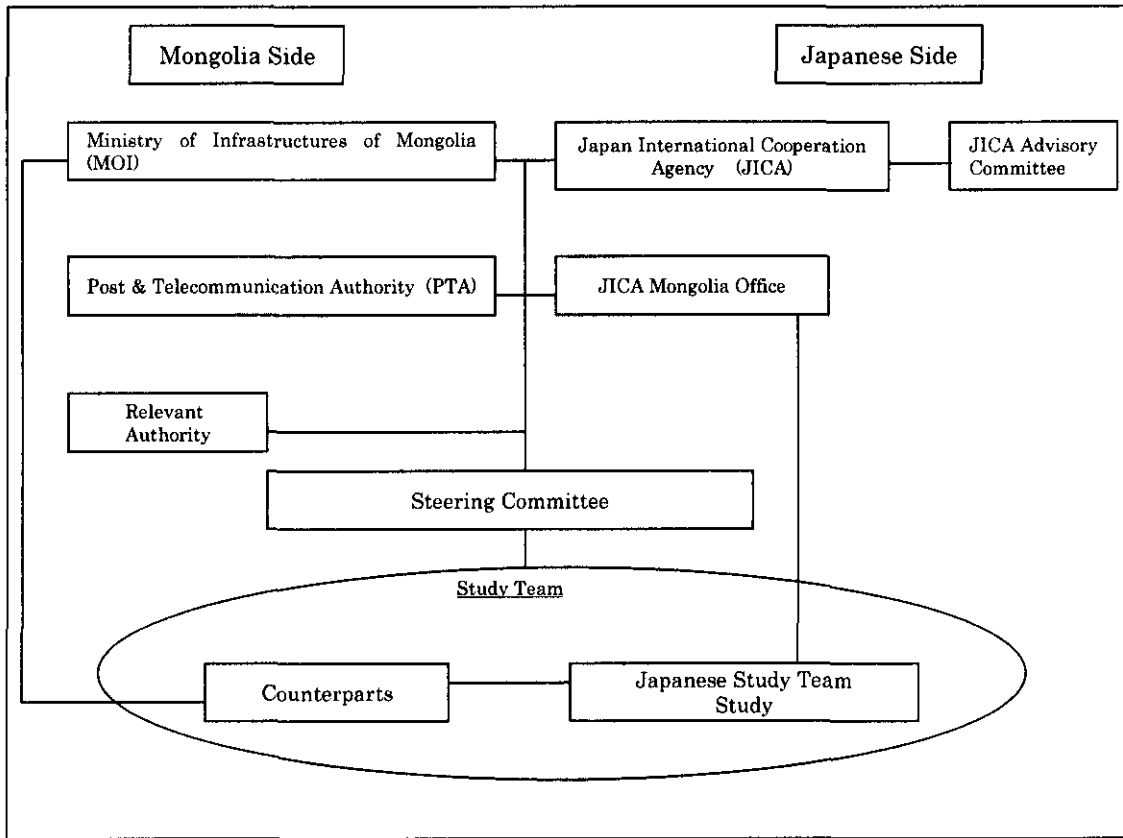 Mongolia Side
Japanese Side
Ministry of Infrastructures of Mongolia
(MOI)
Japan International Cooperation
Agency (JICA)
JICA Advisory
Committee
Post & Telecommunication Authority (PTA)
JICA Mongolia Office
Relevant
Authority
Steering Committee
Study Team
Counterparts
Japanese Study Team
Study